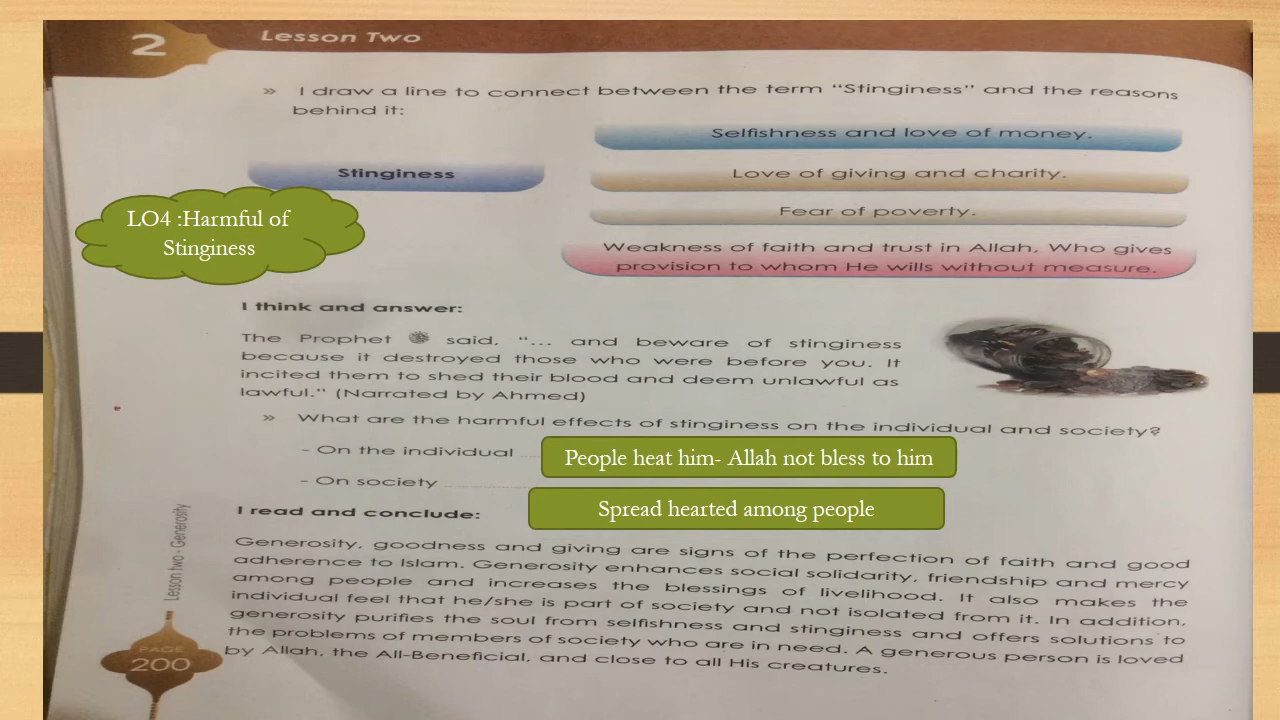 2
Lesson Two
» I draw a line to connect between the term "Stinginess" and the reasons
behind it:
Selfishness and love of money.
Stinginess
Love of giving and charity.
Fear of poverty.
Weakness of faith and trust in Allah, Who gives
provision to whom He wills without measure.
LO4 :Harmful of
Stinginess
I think and answer:
The Prophet ﷺ said, "... and beware of stinginess
because it destroyed those who were before you. It
incited them to shed their blood and deem unlawful as
lawful." (Narrated by Ahmed)
» What are the harmful effects of stinginess on the individual and society?
- On the individual
People heat him- Allah not bless to him
- On society
Spread hearted among people
I read and conclude:
Generosity, goodness and giving are signs of the perfection of faith and good
adherence to Islam. Generosity enhances social solidarity, friendship and mercy
among people and increases the blessings of livelihood. It also makes the
individual feel that he/she is part of society and not isolated from it. In addition,
generosity purifies the soul from selfishness and stinginess and offers solutions to
the problems of members of society who are in need. A generous person is loved
by Allah, the All-Beneficial, and close to all His creatures.
Lesson two - Generosity
PAGE
200